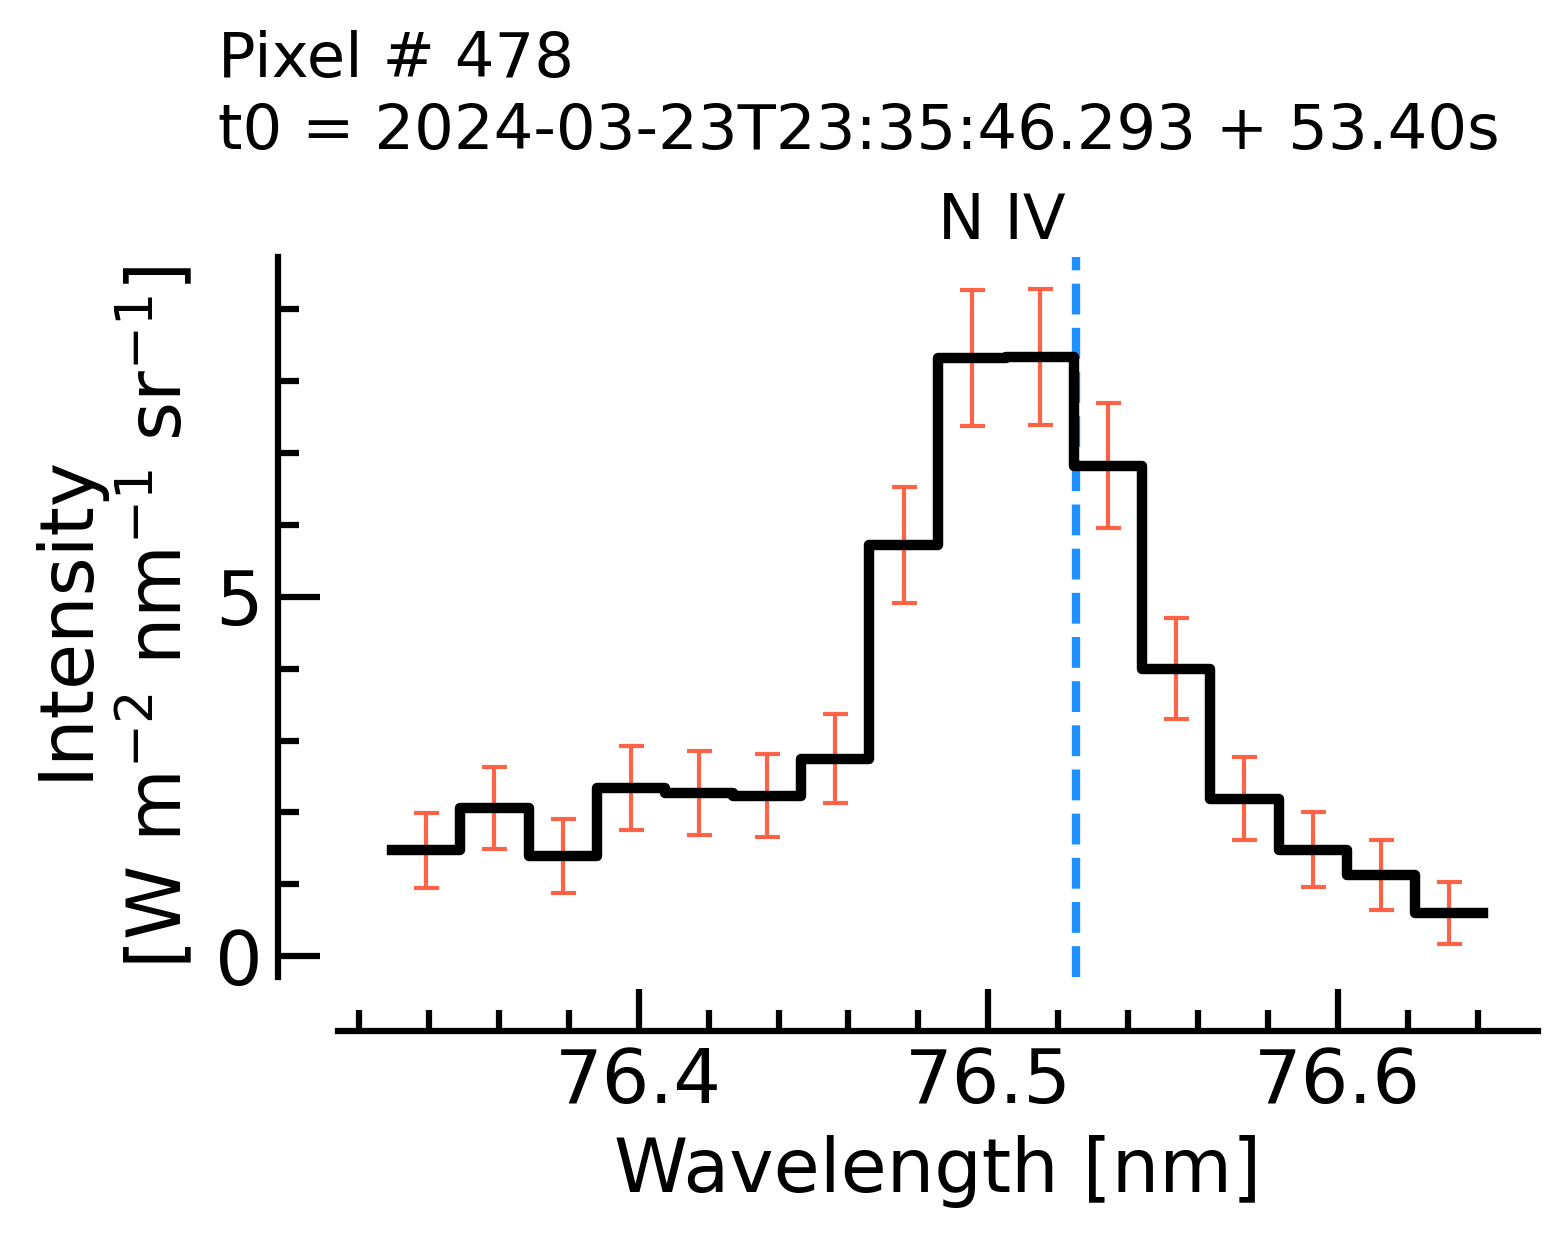 Pixel # 478
t0 = 2024-03-23T23:35:46.293 + 53.40s
N IV
Intensity
[W m⁻² nm⁻¹ sr⁻¹]
5
0
76.4 76.5 76.6
Wavelength [nm]